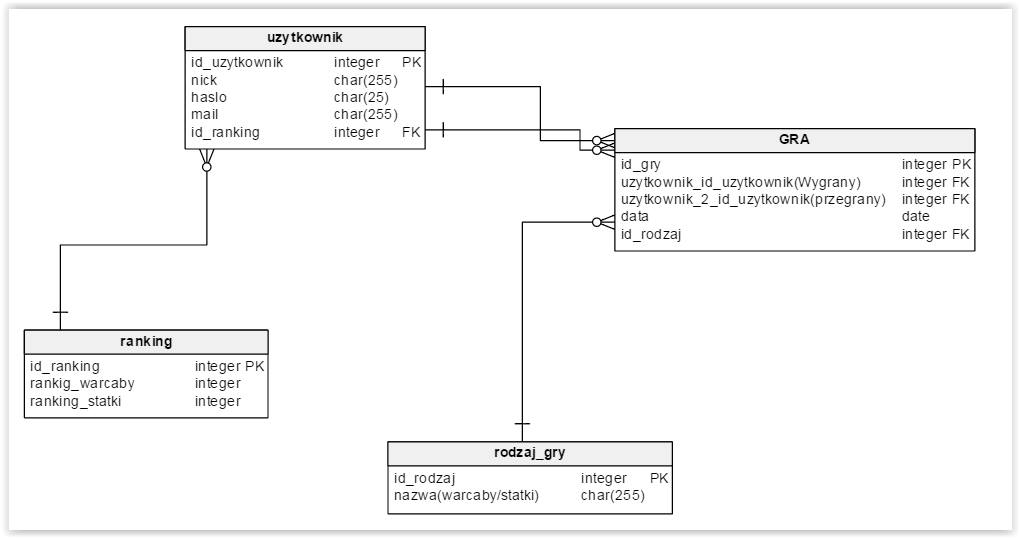 uzytkownik
id_uzytkownik integer PK
nick char(255)
haslo char(25)
mail char(255)
id_ranking integer FK
GRA
id_gry integer PK
uzytkownik_id_uzytkownik(Wygrany) integer FK
uzytkownik_2_id_uzytkownik(przegrany) integer FK
data date
id_rodzaj integer FK
ranking
id_ranking integer PK
rankig_warcaby integer
ranking_statki integer
rodzaj_gry
id_rodzaj integer PK
nazwa(warcaby/statki) char(255)